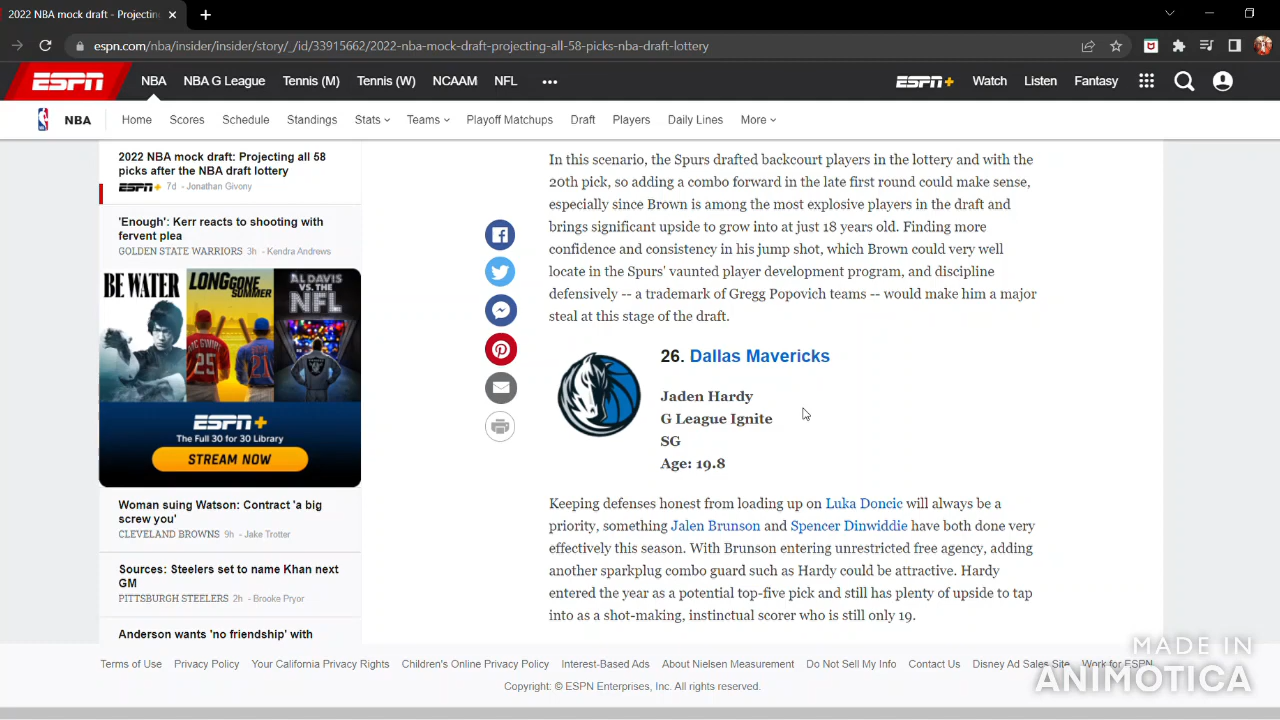 2022 NBA mock draft - Projectin
espn.com/nba/insider/insider/story/_/id/33915662/2022-nba-mock-draft-projecting-all-58-picks-nba-draft-lottery
ESPN NBA NBA G League Tennis (M) Tennis (W) NCAAM NFL ESPN+ Watch Listen Fantasy
NBA Home Scores Schedule Standings Stats Teams Playoff Matchups Draft Players Daily Lines More
2022 NBA mock draft: Projecting all 58
picks after the NBA draft lottery
ESPN+ 7d - Jonathan Givony
'Enough': Kerr reacts to shooting with
fervent plea
GOLDEN STATE WARRIORS 3h - Kendra Andrews
BE WATER
LONG GONE
SUMMER
AL DAVIS
VS. THE
NFL
MC GWIRE
25
21
ESPN+
The Full 30 for 30 Library
STREAM NOW
Woman suing Watson: Contract 'a big
screw you'
CLEVELAND BROWNS 9h - Jake Trotter
Sources: Steelers set to name Khan next
GM
PITTSBURGH STEELERS 2h - Brooke Pryor
Anderson wants 'no friendship' with
In this scenario, the Spurs drafted backcourt players in the lottery and with the
20th pick, so adding a combo forward in the late first round could make sense,
especially since Brown is among the most explosive players in the draft and
brings significant upside to grow into at just 18 years old. Finding more
confidence and consistency in his jump shot, which Brown could very well
locate in the Spurs' vaunted player development program, and discipline
defensively -- a trademark of Gregg Popovich teams -- would make him a major
steal at this stage of the draft.
26. Dallas Mavericks
Jaden Hardy
G League Ignite
SG
Age: 19.8
Keeping defenses honest from loading up on Luka Doncic will always be a
priority, something Jalen Brunson and Spencer Dinwiddie have both done very
effectively this season. With Brunson entering unrestricted free agency, adding
another sparkplug combo guard such as Hardy could be attractive. Hardy
entered the year as a potential top-five pick and still has plenty of upside to tap
into as a shot-making, instinctual scorer who is still only 19.
Terms of Use Privacy Policy Your California Privacy Rights Children's Online Privacy Policy Interest-Based Ads About Nielsen Measurement Do Not Sell My Info Contact Us Disney Ad Sales Site Work for ESPN
Copyright: © ESPN Enterprises, Inc. All rights reserved.
MADE IN
ANIMOTICA